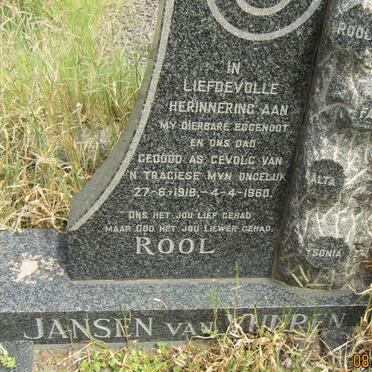 IN
LIEFDEVOLLE
HERINNERING AAN
MY DIERBARE EGGENOOT
EN ONS DAD
GEDOOD AS GEVOLG VAN
'N TRAGIESE MYN ONGELUK
27-6-1918,-4-4-1960.
ONS HET JOU LIEF GEHAD
MAAR GOD HET JOU LIEWER GEHAD.
ROOL
JANSEN VAN
ROOL
ALTA
SONIA
08